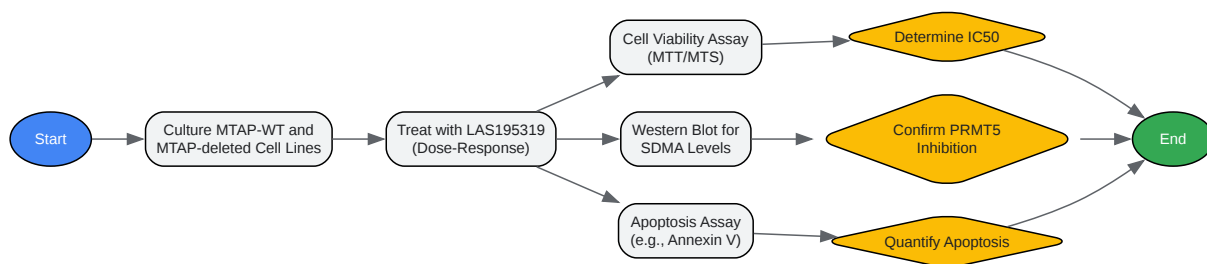 Start
Culture MTAP-WT and
MTAP-deleted Cell Lines
Treat with LAS195319
(Dose-Response)
Cell Viability Assay
(MTT/MTS)
Determine IC50
Western Blot for
SDMA Levels
Confirm PRMT5
Inhibition
Apoptosis Assay
(e.g., Annexin V)
Quantify Apoptosis
End